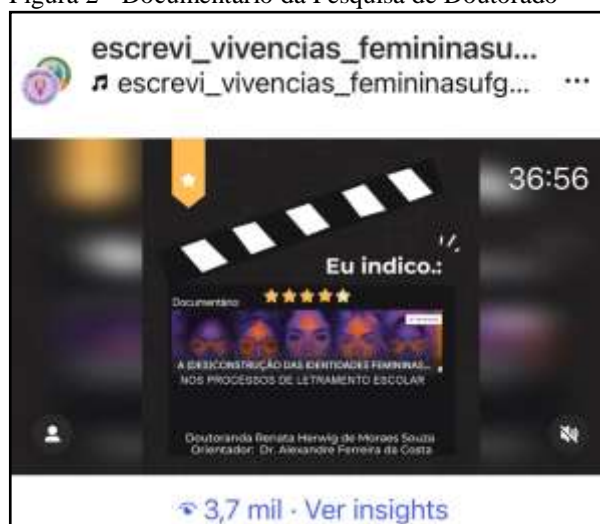 Figura 2 - Documentário da Pesquisa de Doutorado
escrevi_vivencias_femininasu...
escrevi_vivencias_femininasufg... ...
36:56
Eu indico.:
Documentário
A (DES)CONSTRUÇÃO DAS IDENTIDADES FEMININAS...
NOS PROCESSOS DE LETRAMENTO ESCOLAR
Doutoranda Renata Herwig de Moraes Souza
Orientador: Dr. Alexandre Ferreira da Costa
3,7 mil · Ver insights